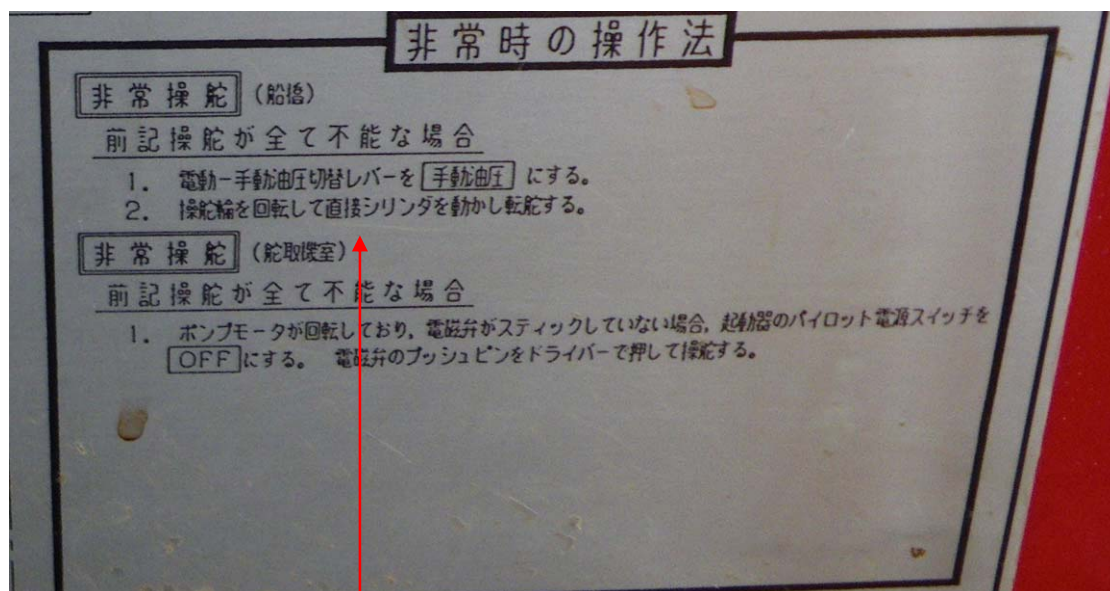 非常時の操作法
非常操舵 (船橋)
前記操舵が全て不能な場合
1. 電動ー手動油圧切替レバーを 手動油圧 にする。
2. 操舵輪を回転して直接シリンダを動かし転舵する。
非常操舵 (舵取機室)
前記操舵が全て不能な場合
1. ポンプモータが回転しており, 電磁弁がスティックしていない場合, 起動器のパイロット電源スイッチを
OFF にする。 電磁弁のプッシュピンをドライバーで押して操舵する。